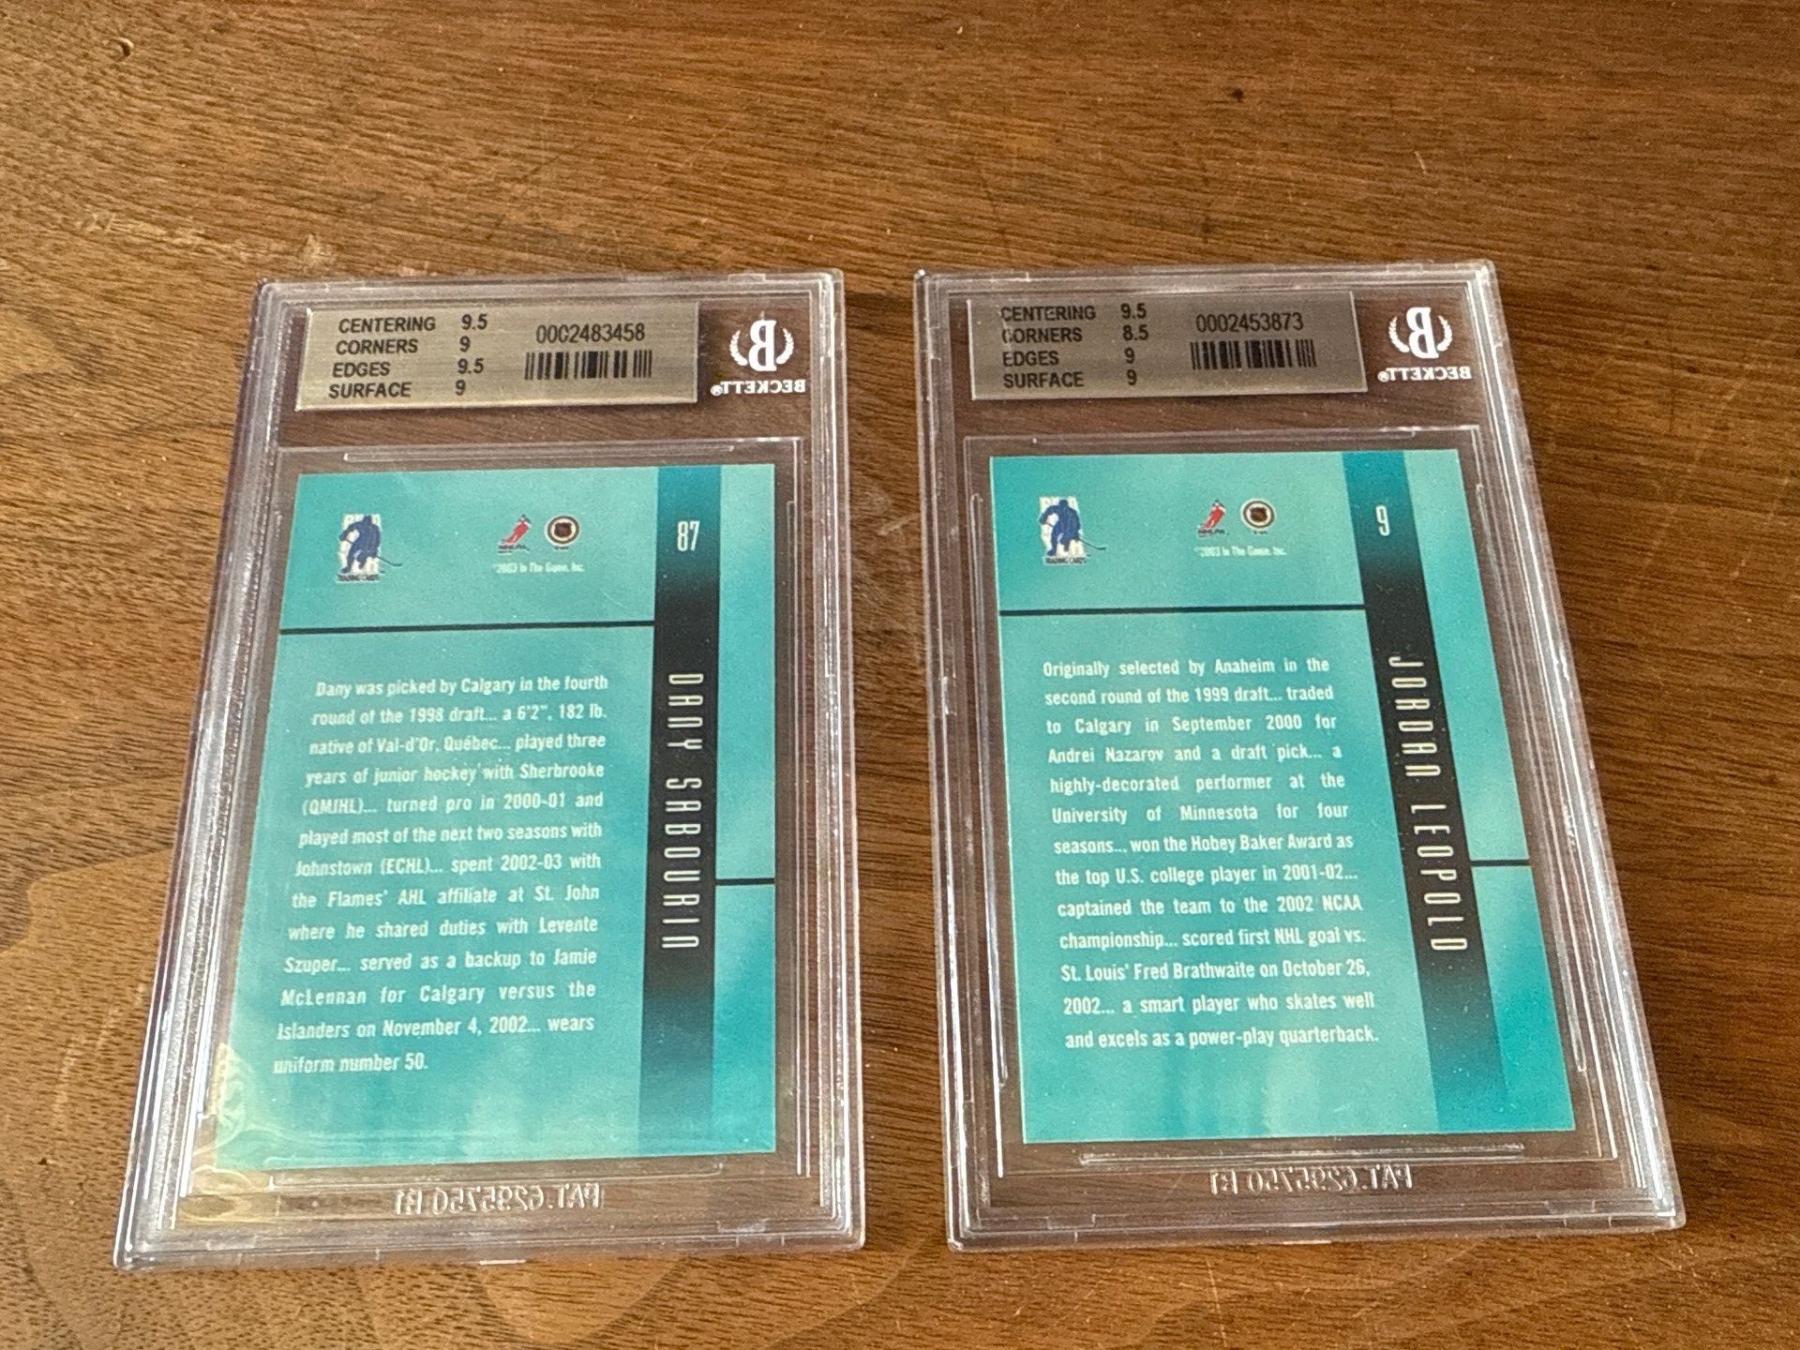 CENTERING 9.5
CORNERS 9
EDGES 9.5
SURFACE 9
0002483458
BECKETT®
87
©2003 In The Game, Inc.
DANY SABOURIN
Dany was picked by Calgary in the fourth
round of the 1998 draft... a 6'2", 182 lb.
native of Val-d'Or, Québec... played three
years of junior hockey with Sherbrooke
(QMJHL)... turned pro in 2000-01 and
played most of the next two seasons with
Johnstown (ECHL)... spent 2002-03 with
the Flames' AHL affiliate at St. John
where he shared duties with Levente
Szuper... served as a backup to Jamie
McLennan for Calgary versus the
Islanders on November 4, 2002... wears
uniform number 50.
PAT.6295750 B1
CENTERING 9.5
CORNERS 8.5
EDGES 9
SURFACE 9
0002453873
BECKETT®
9
©2003 In The Game, Inc.
JORDAN LEOPOLD
Originally selected by Anaheim in the
second round of the 1999 draft... traded
to Calgary in September 2000 for
Andrei Nazarov and a draft pick... a
highly-decorated performer at the
University of Minnesota for four
seasons... won the Hobey Baker Award as
the top U.S. college player in 2001-02...
captained the team to the 2002 NCAA
championship... scored first NHL goal vs.
St. Louis' Fred Brathwaite on October 26,
2002... a smart player who skates well
and excels as a power-play quarterback.
PAT.6295750 B1